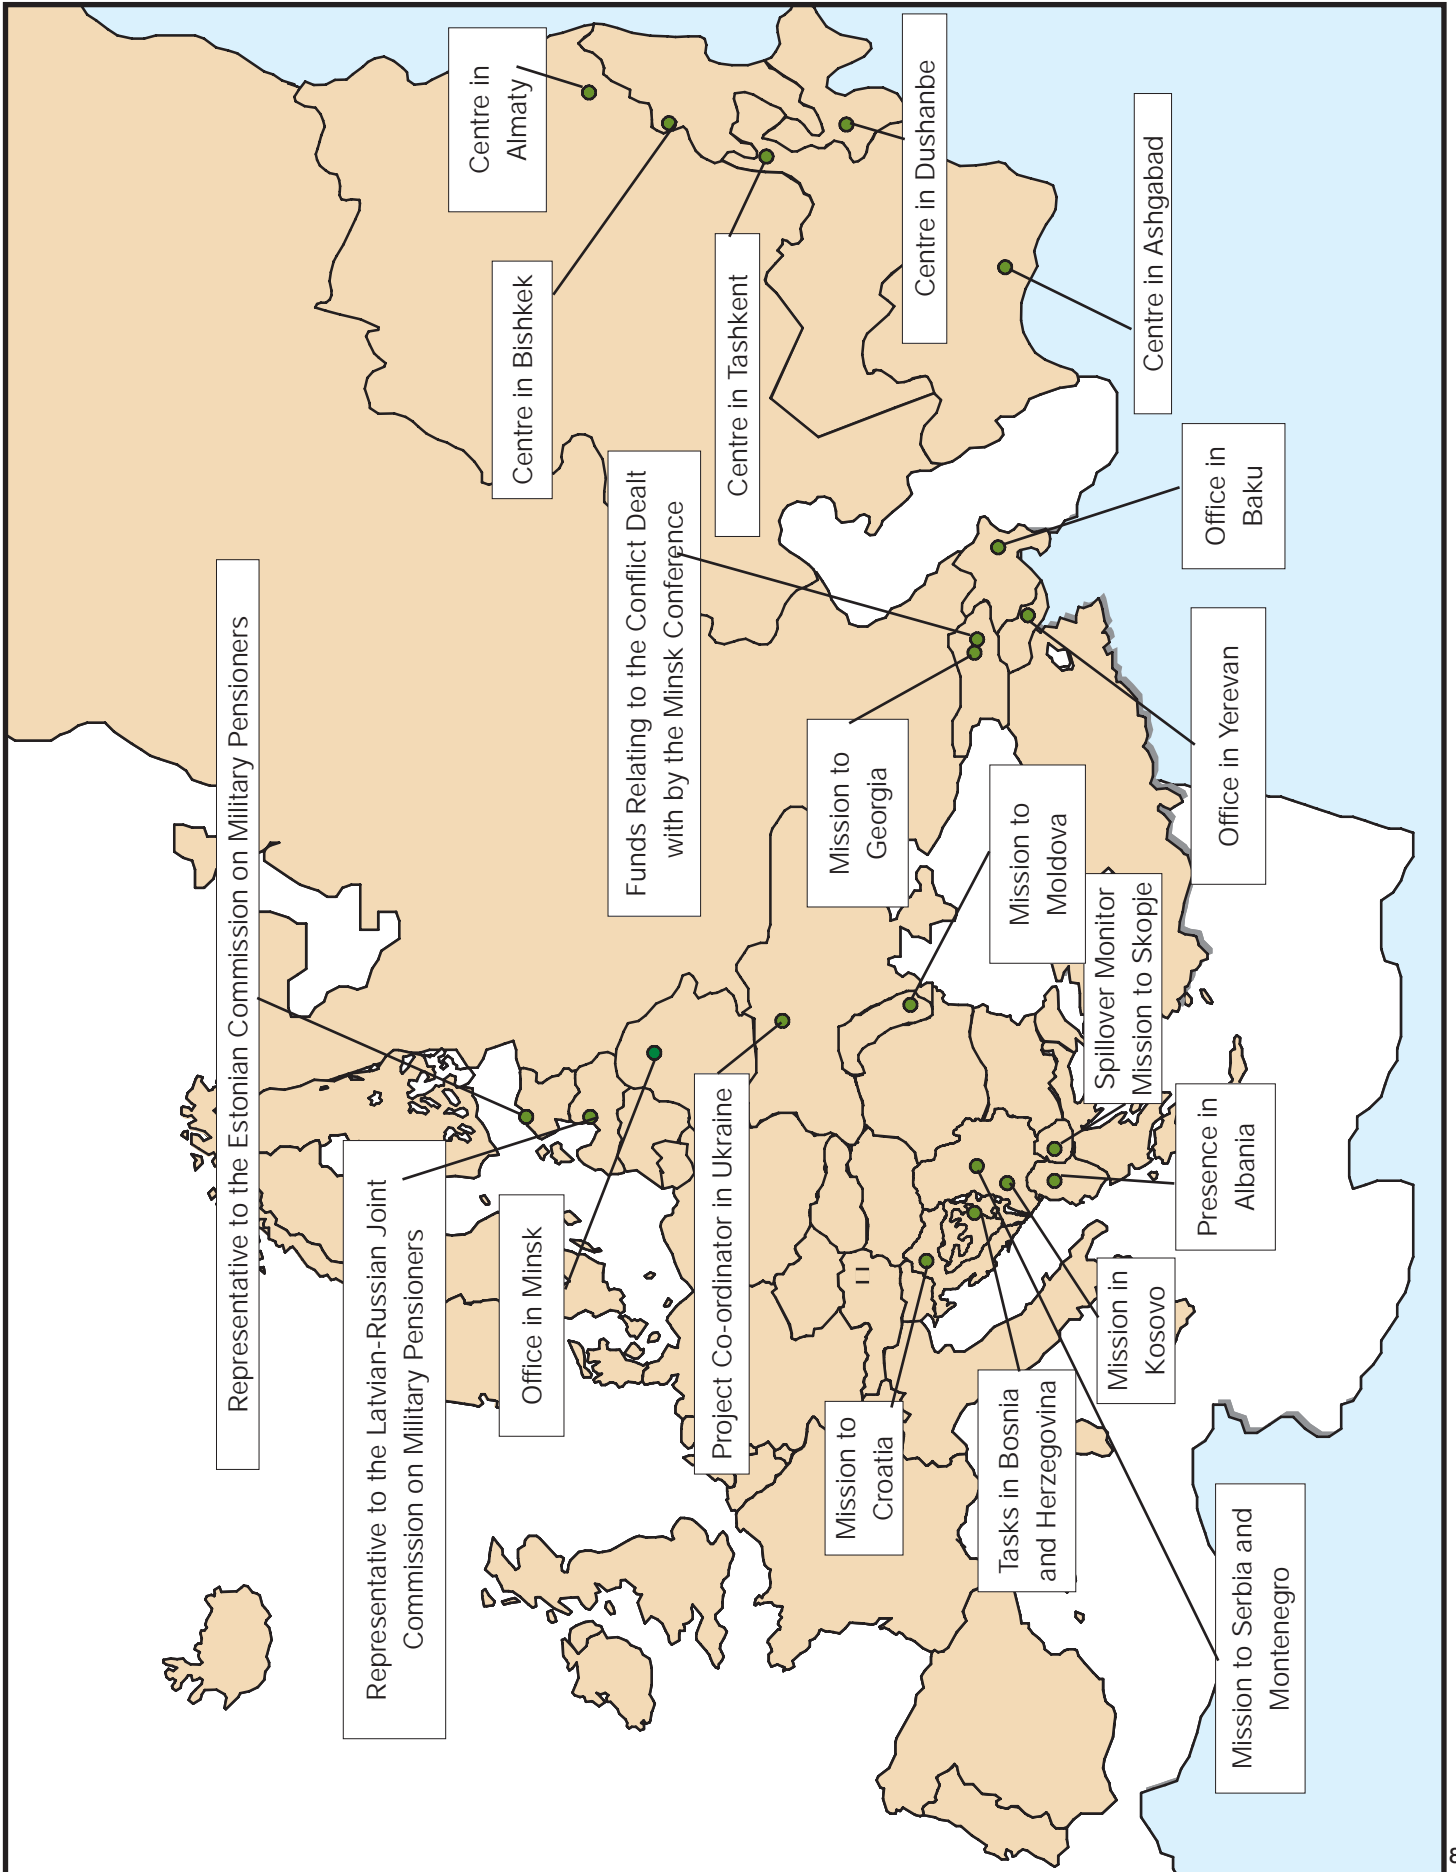 Representative to the Estonian Commission on Military Pensioners
Representative to the Latvian-Russian Joint
Commission on Military Pensioners
Centre in
Almaty
Office in Minsk
Centre in Bishkek
Funds Relating to the Conflict Dealt
with by the Minsk Conference
Project Co-ordinator in Ukraine
Centre in Tashkent
Mission to
Croatia
Mission to
Georgia
Centre in Dushanbe
Tasks in Bosnia
and Herzegovina
Mission to
Moldova
Spillover Monitor
Mission to Skopje
Mission in
Kosovo
Centre in Ashgabad
Presence in
Albania
Office in Yerevan
Office in
Baku
Mission to Serbia and
Montenegro